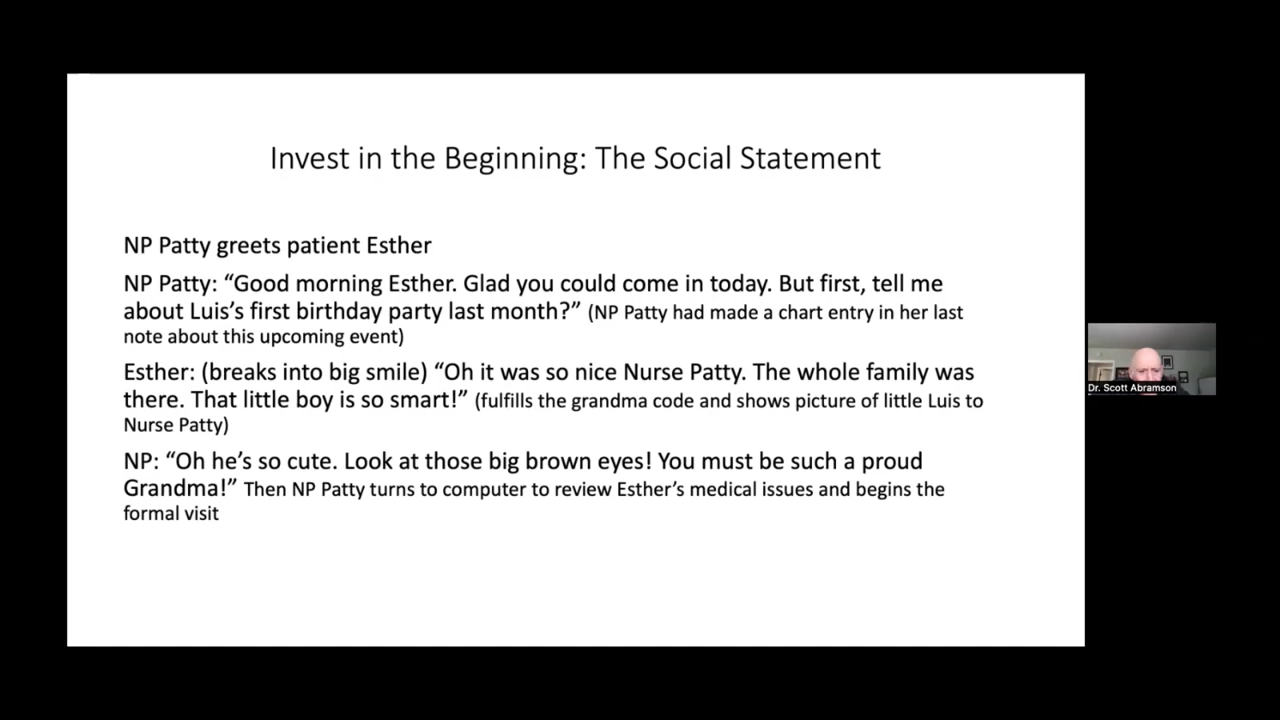 Invest in the Beginning: The Social Statement
NP Patty greets patient Esther
NP Patty: “Good morning Esther. Glad you could come in today. But first, tell me
about Luis’s first birthday party last month?” (NP Patty had made a chart entry in her last
note about this upcoming event)
Esther: (breaks into big smile) “Oh it was so nice Nurse Patty. The whole family was
there. That little boy is so smart!” (fulfills the grandma code and shows picture of little Luis to
Nurse Patty)
NP: “Oh he’s so cute. Look at those big brown eyes! You must be such a proud
Grandma!” Then NP Patty turns to computer to review Esther’s medical issues and begins the
formal visit
Dr. Scott Abramson